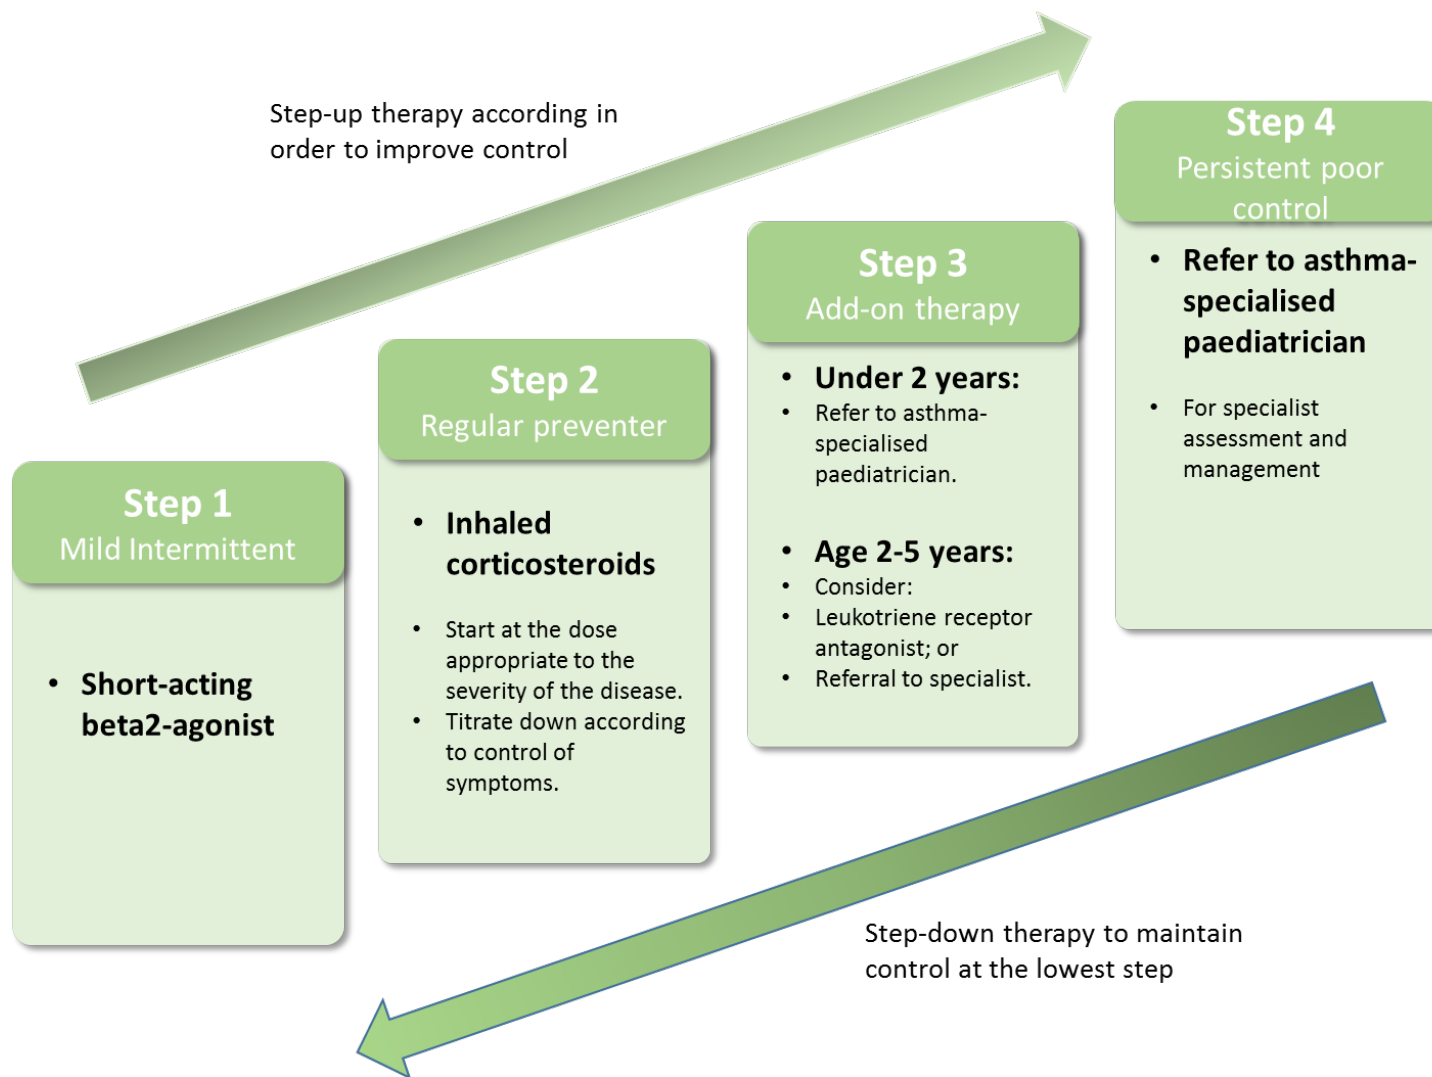 Step-up therapy according in
order to improve control
Step 1
Mild Intermittent
• Short-acting
beta2-agonist
Step 2
Regular preventer
• Inhaled
corticosteroids
• Start at the dose
appropriate to the
severity of the disease.
• Titrate down according
to control of
symptoms.
Step 3
Add-on therapy
• Under 2 years:
• Refer to asthma-
specialised
paediatrician.
• Age 2-5 years:
• Consider:
• Leukotriene receptor
antagonist; or
• Referral to specialist.
Step 4
Persistent poor
control
• Refer to asthma-
specialised
paediatrician
• For specialist
assessment and
management
Step-down therapy to maintain
control at the lowest step